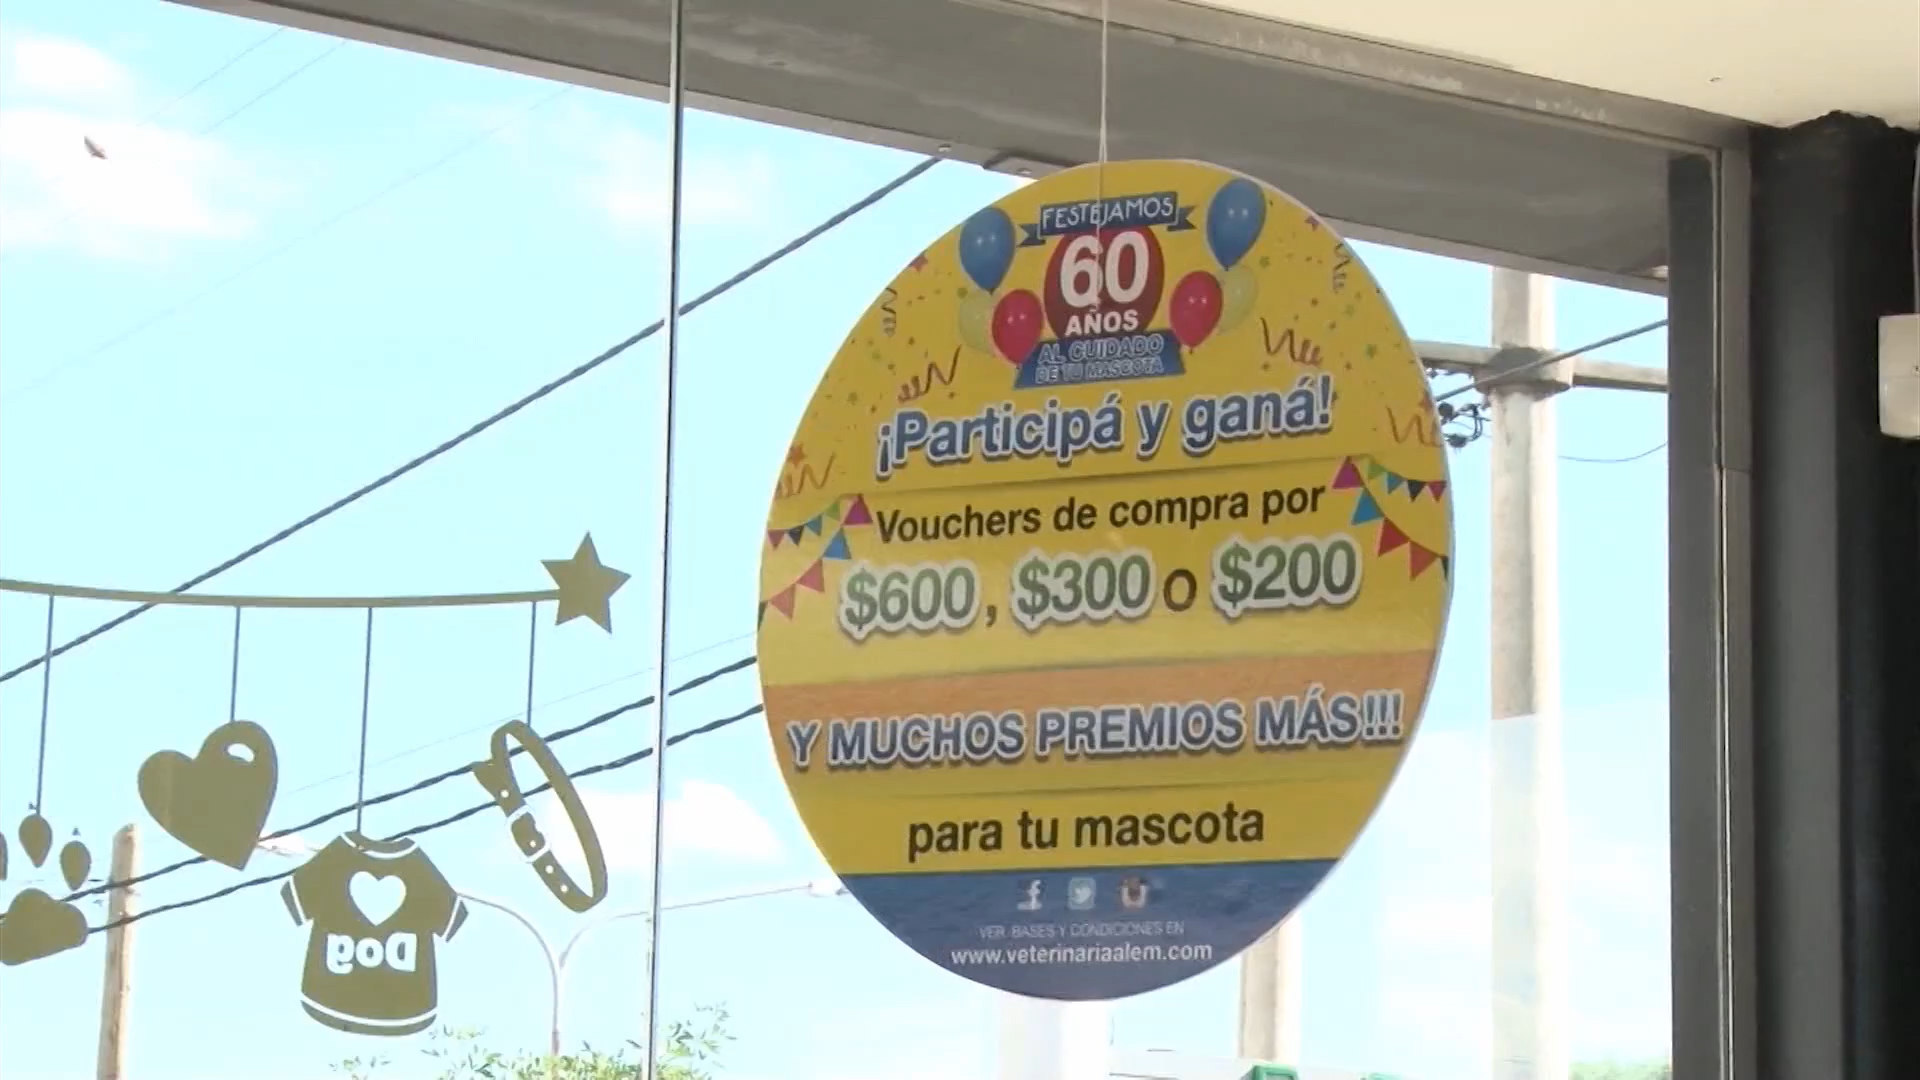 FESTEJAMOS
60
AÑOS
AL CUIDADO
DE TU MASCOTA
¡Participá y ganá!
Vouchers de compra por
$600, $300 o $200
Y MUCHOS PREMIOS MÁS!!!
para tu mascota
VER BASES Y CONDICIONES EN
www.veterinariaalem.com
Dog